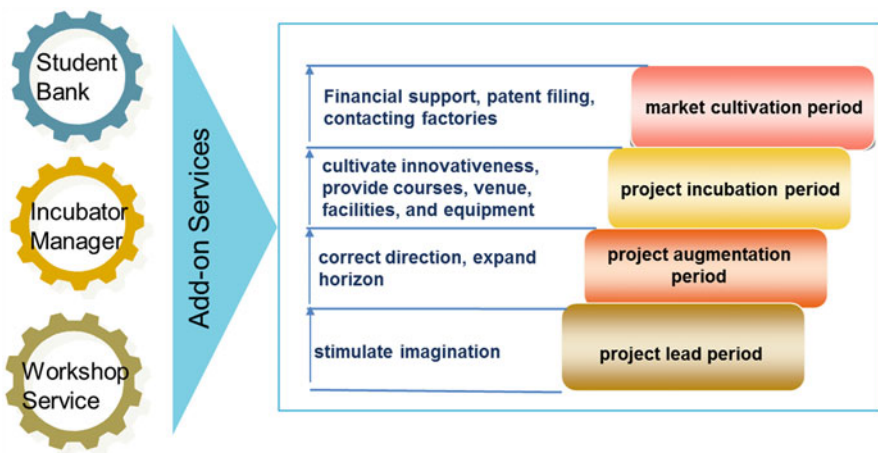 Student
Bank
Incubator
Manager
Workshop
Service
Add-on Services
Financial support, patent filing,
contacting factories
market cultivation period
cultivate innovativeness,
provide courses, venue,
facilities, and equipment
project incubation period
correct direction, expand
horizon
project augmentation
period
stimulate imagination
project lead period